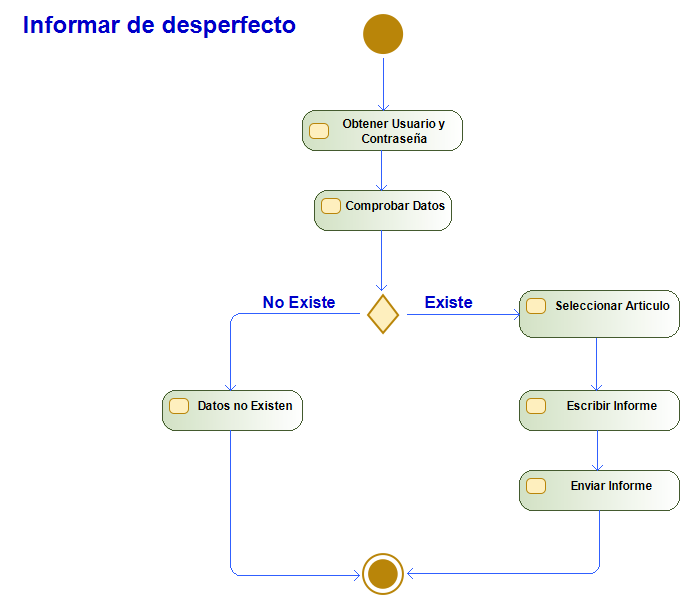 Informar de desperfecto
Obtener Usuario y
Contraseña
Comprobar Datos
No Existe
Existe
Seleccionar Articulo
Datos no Existen
Escribir Informe
Enviar Informe